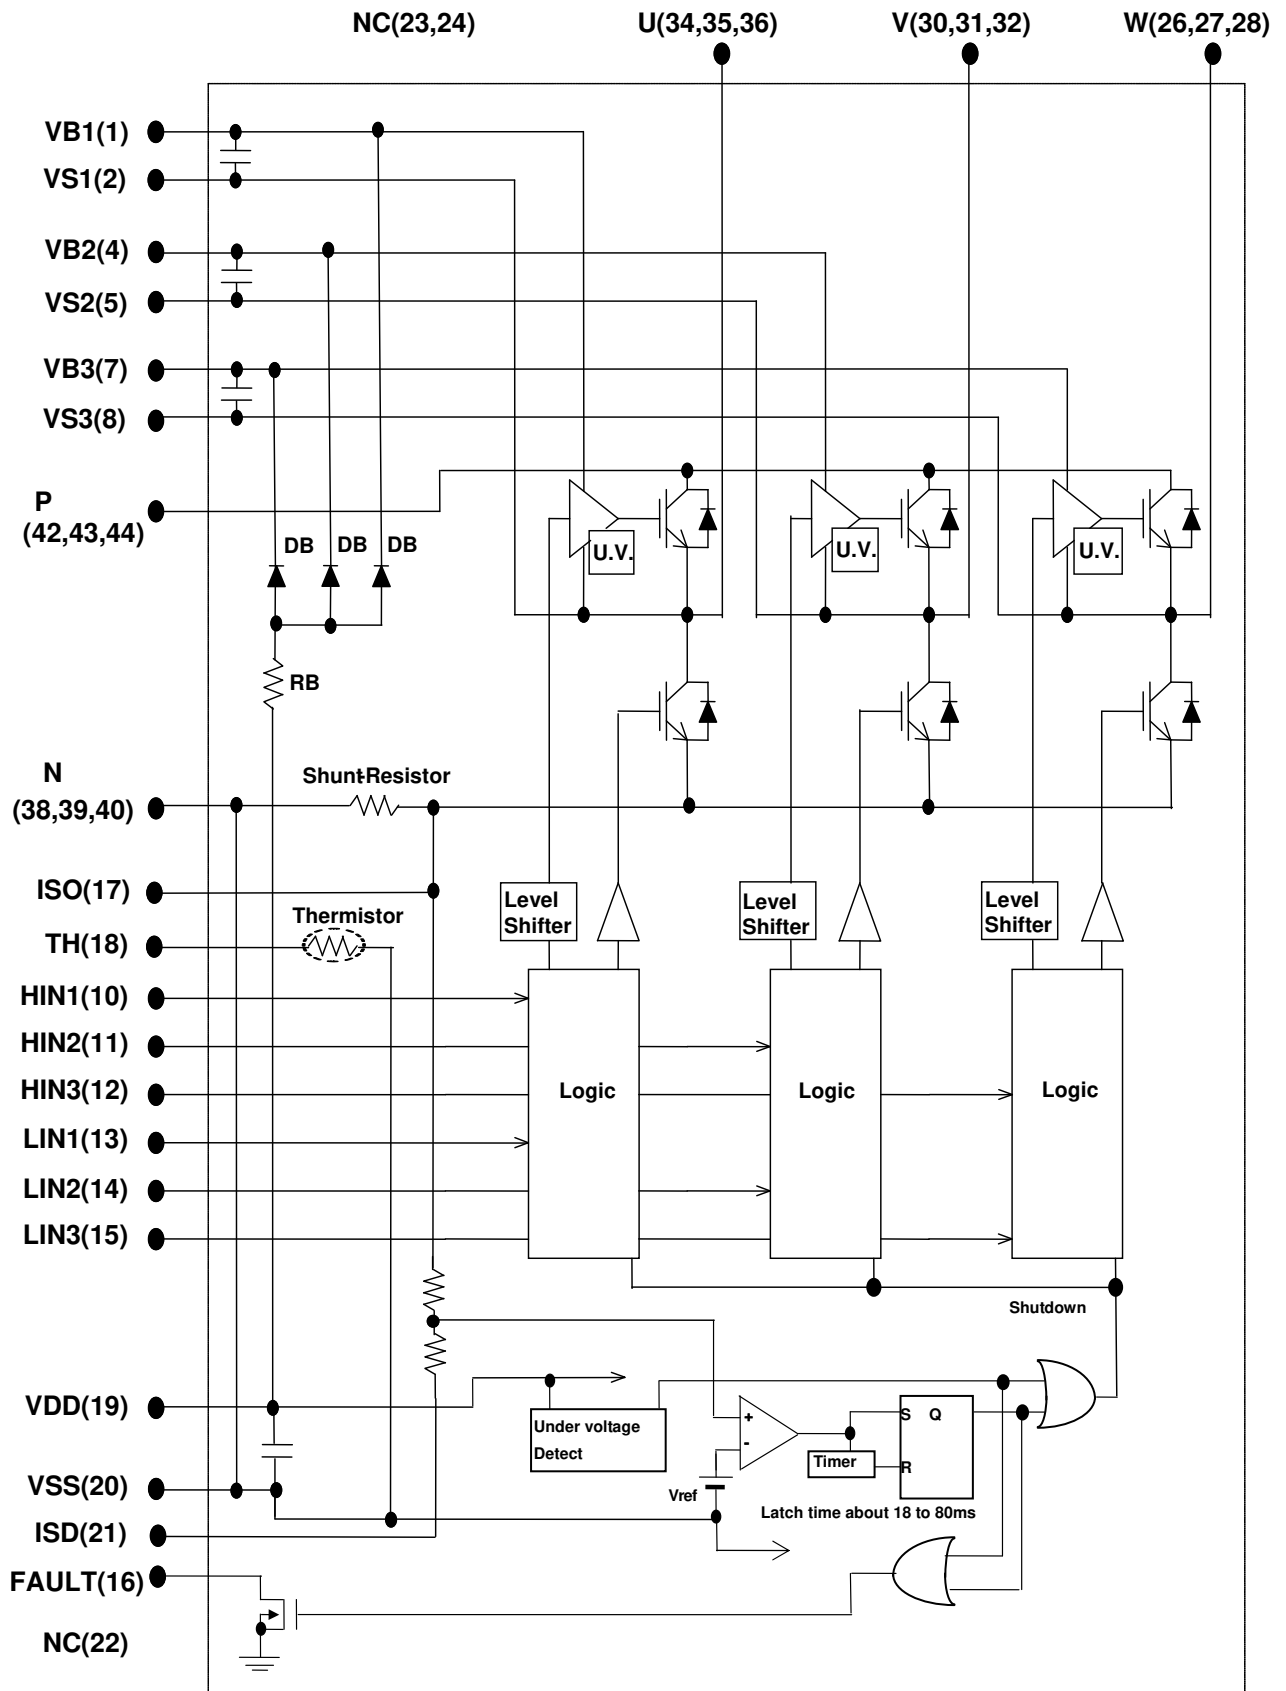 NC(23,24)
U(34,35,36)
V(30,31,32)
W(26,27,28)
VB1(1)
VS1(2)
VB2(4)
VS2(5)
VB3(7)
VS3(8)
P
(42,43,44)
DB
DB
DB
U.V.
U.V.
U.V.
RB
N
(38,39,40)
Shunt-Resistor
ISO(17)
Thermistor
TH(18)
Level
Shifter
Level
Shifter
Level
Shifter
HIN1(10)
HIN2(11)
HIN3(12)
LIN1(13)
LIN2(14)
LIN3(15)
Logic
Logic
Logic
Shutdown
VDD(19)
Under voltage
Detect
+
-
S Q
R
Timer
Vref
Latch time about 18 to 80ms
VSS(20)
ISD(21)
FAULT(16)
NC(22)